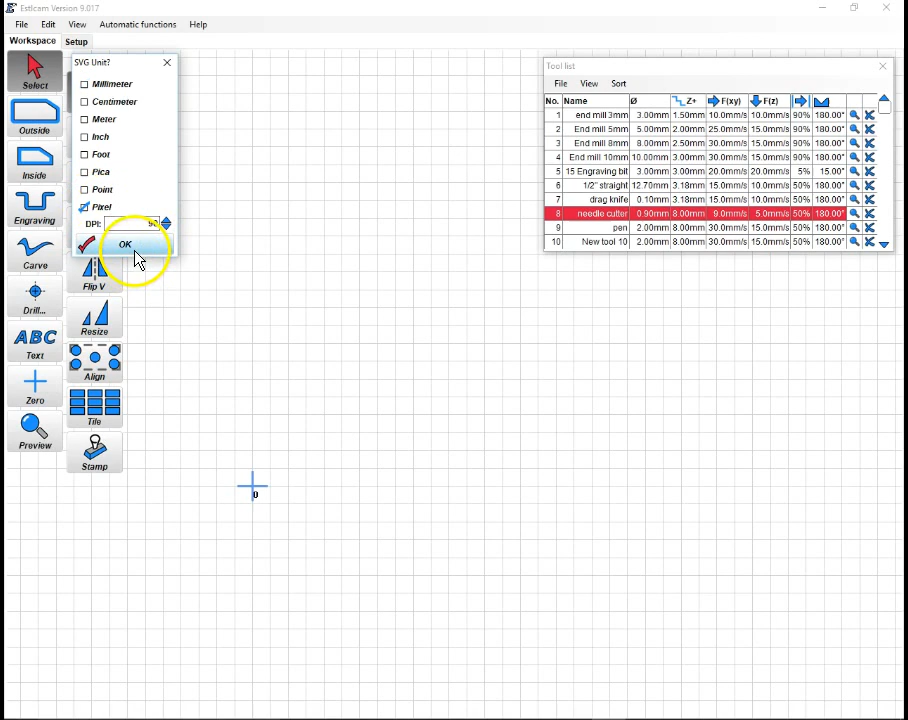 Estlcam Version 9.017
File Edit View Automatic functions Help
Workspace Setup
Select
Outside
Inside
Engraving
Carve
Drill...
ABC
Text
Zero
Preview
SVG Unit?
Millimeter
Centimeter
Meter
Inch
Foot
Pica
Point
Pixel
DPI: 90
OK
Flip V
Resize
Align
Tile
Stamp
0
Tool list
File View Sort
No. Name Ø Z+ F(xy) F(z)
1 end mill 3mm 3.00mm 1.50mm 10.0mm/s 10.0mm/s 90% 180.00°
2 End mill 5mm 5.00mm 2.00mm 25.0mm/s 15.0mm/s 90% 180.00°
3 End mill 8mm 8.00mm 2.50mm 30.0mm/s 15.0mm/s 90% 180.00°
4 End mill 10mm 10.00mm 3.00mm 30.0mm/s 15.0mm/s 90% 180.00°
5 15 Engraving bit 3.00mm 3.00mm 20.0mm/s 20.0mm/s 5% 15.00°
6 1/2" straight 12.70mm 3.18mm 15.0mm/s 10.0mm/s 50% 180.00°
7 drag knife 0.10mm 3.18mm 15.0mm/s 15.0mm/s 50% 180.00°
8 needle cutter 0.90mm 8.00mm 9.0mm/s 5.0mm/s 50% 180.00°
9 pen 2.00mm 8.00mm 30.0mm/s 15.0mm/s 50% 180.00°
10 New tool 10 2.00mm 8.00mm 30.0mm/s 15.0mm/s 50% 180.00°